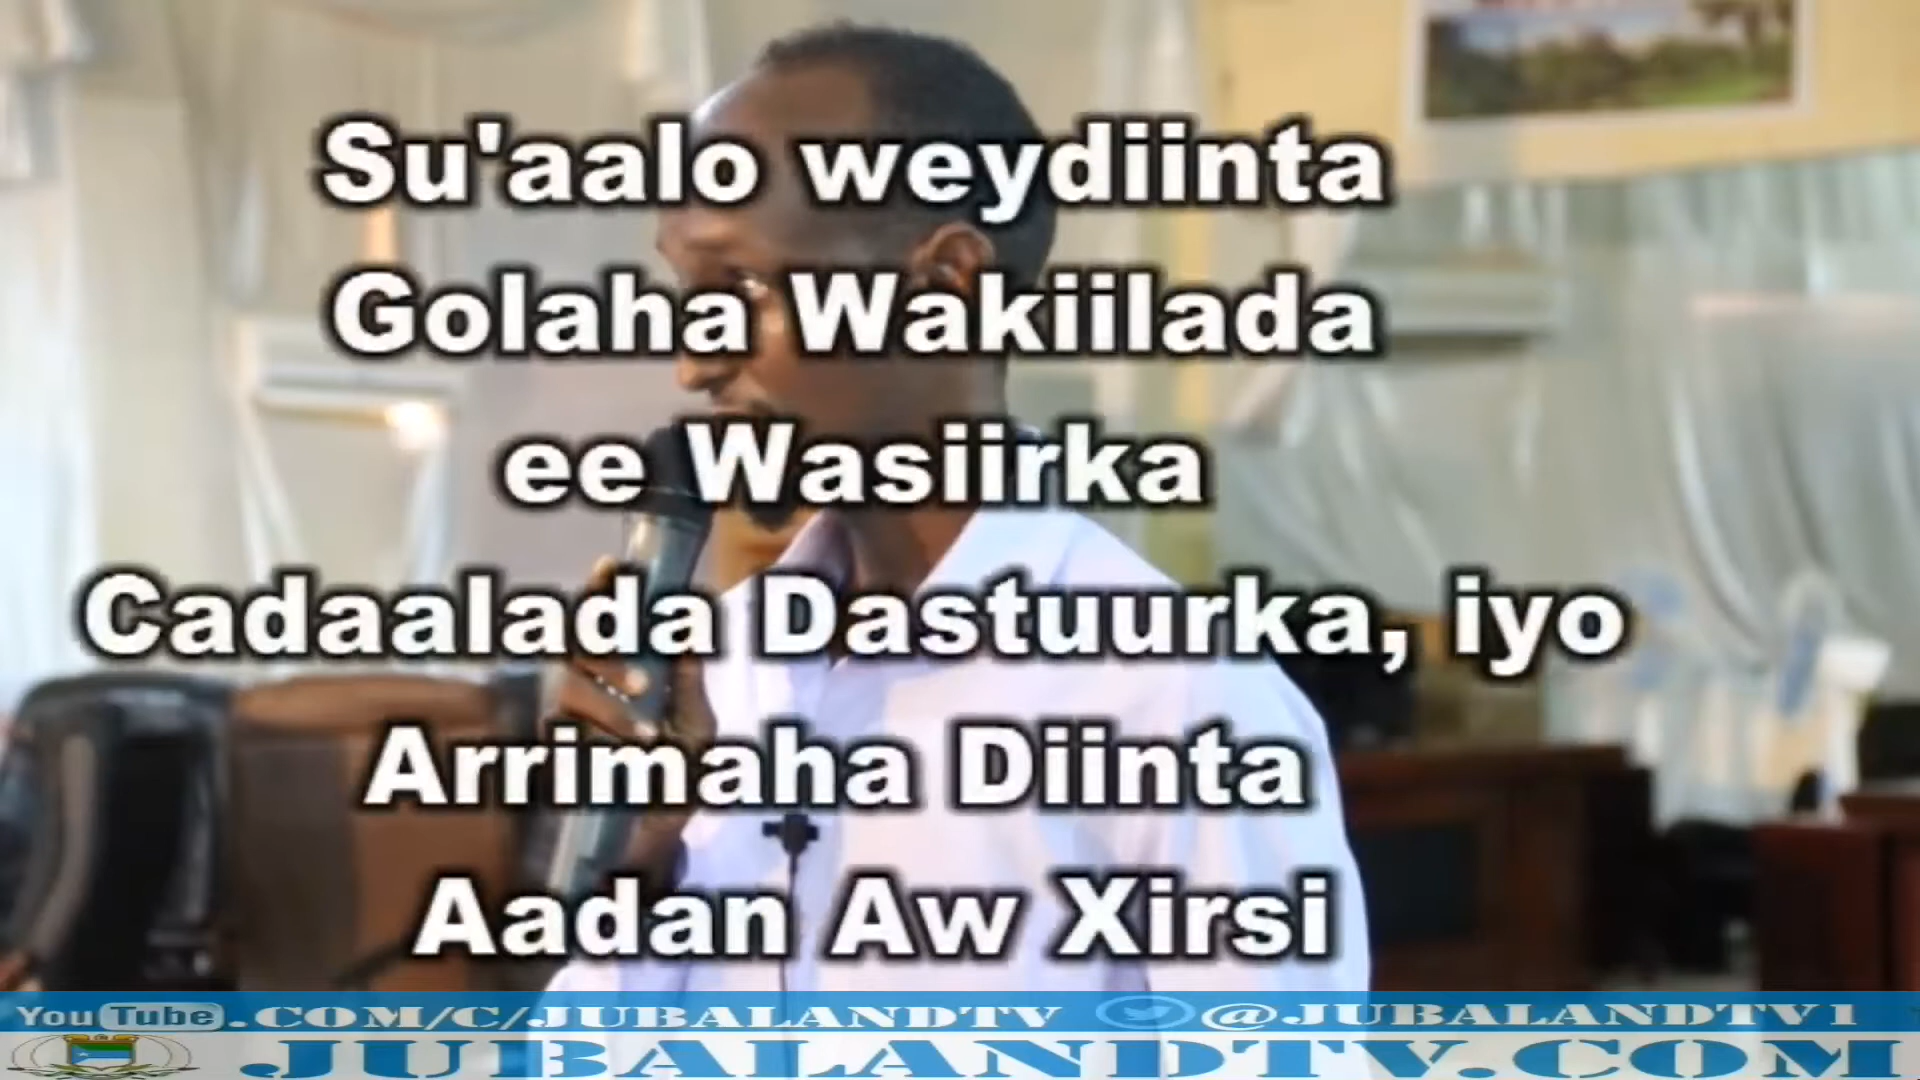 Su'aalo weydiinta
Golaha Wakiilada
ee Wasiirka
Cadaalada Dastuurka, iyo
Arrimaha Diinta
Aadan Aw Xirsi
YouTube.COM/C/JUBALANDTV @JUBALANDTV1
JUBALANDTV.COM